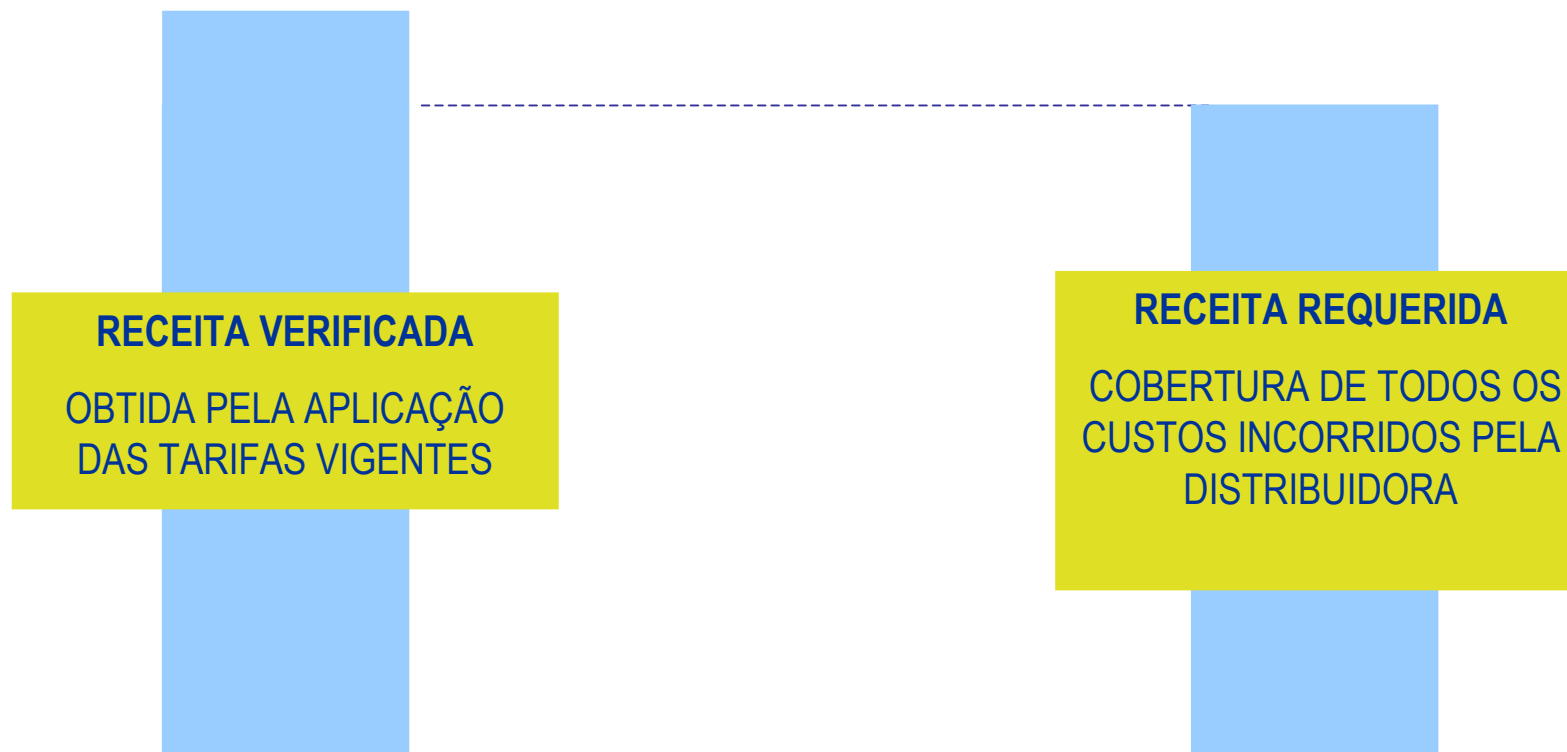 RECEITA VERIFICADA
OBTIDA PELA APLICAÇÃO
DAS TARIFAS VIGENTES
RECEITA REQUERIDA
COBERTURA DE TODOS OS
CUSTOS INCORRIDOS PELA
DISTRIBUIDORA